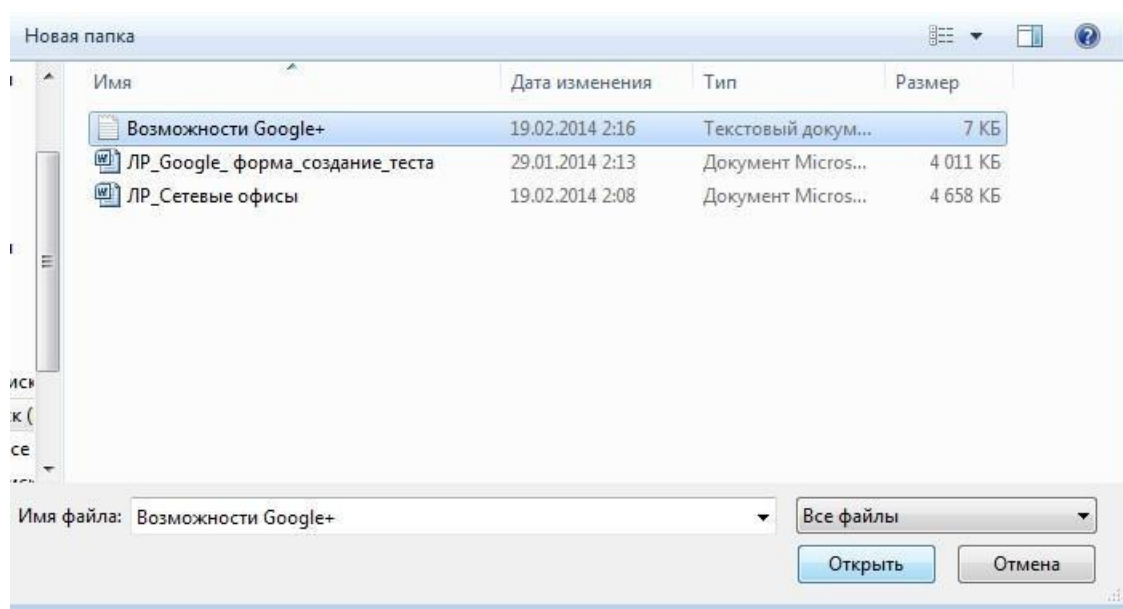 Новая папка
Имя Дата изменения Тип Размер
Возможности Google+ 19.02.2014 2:16 Текстовый докум... 7 КБ
ЛР_Google_ форма_создание_теста 29.01.2014 2:13 Документ Micros... 4 011 КБ
ЛР_Сетевые офисы 19.02.2014 2:08 Документ Micros... 4 658 КБ
иск
к (
се
Имя файла: Возможности Google+ Все файлы
Открыть Отмена